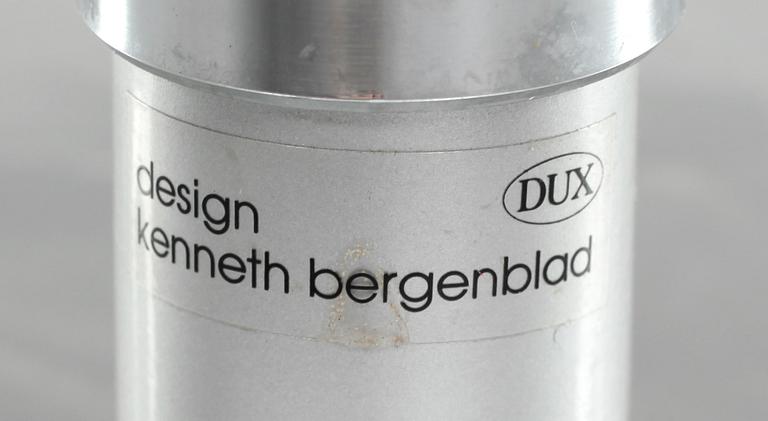 design
DUX
kenneth bergenblad